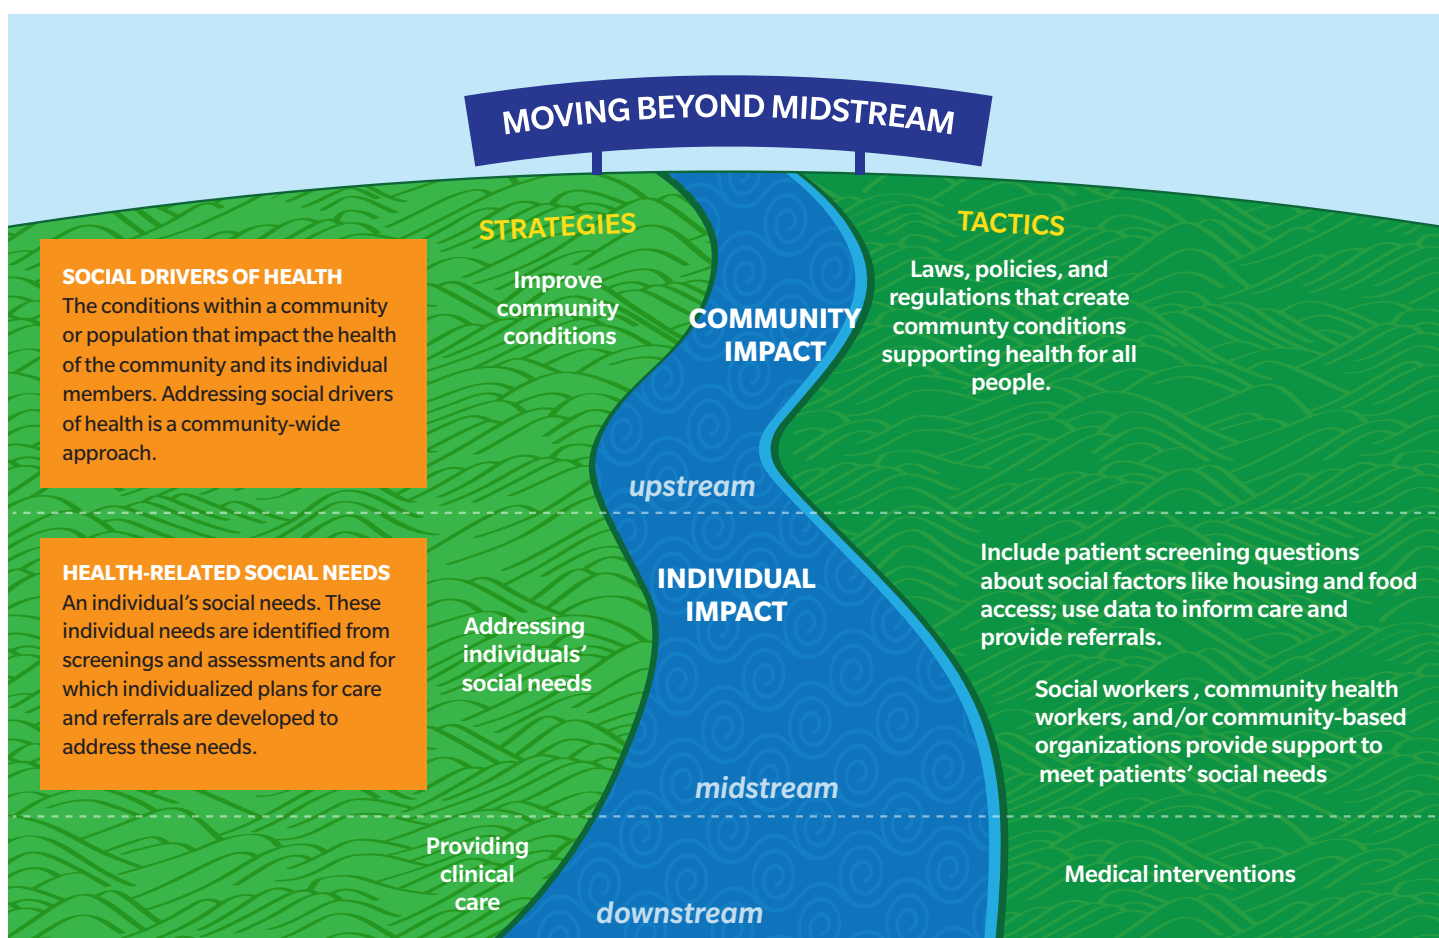 MOVING BEYOND MIDSTREAM
STRATEGIES
TACTICS
SOCIAL DRIVERS OF HEALTH
The conditions within a community
or population that impact the health
of the community and its individual
members. Addressing social drivers
of health is a community-wide
approach.
Improve
community
conditions
COMMUNITY
IMPACT
Laws, policies, and
regulations that create
communty conditions
supporting health for all
people.
upstream
HEALTH-RELATED SOCIAL NEEDS
An individual’s social needs. These
individual needs are identified from
screenings and assessments and for
which individualized plans for care
and referrals are developed to
address these needs.
Addressing
individuals’
social needs
INDIVIDUAL
IMPACT
Include patient screening questions
about social factors like housing and food
access; use data to inform care and
provide referrals.
Social workers , community health
workers, and/or community-based
organizations provide support to
meet patients’ social needs
midstream
Providing
clinical
care
Medical interventions
downstream